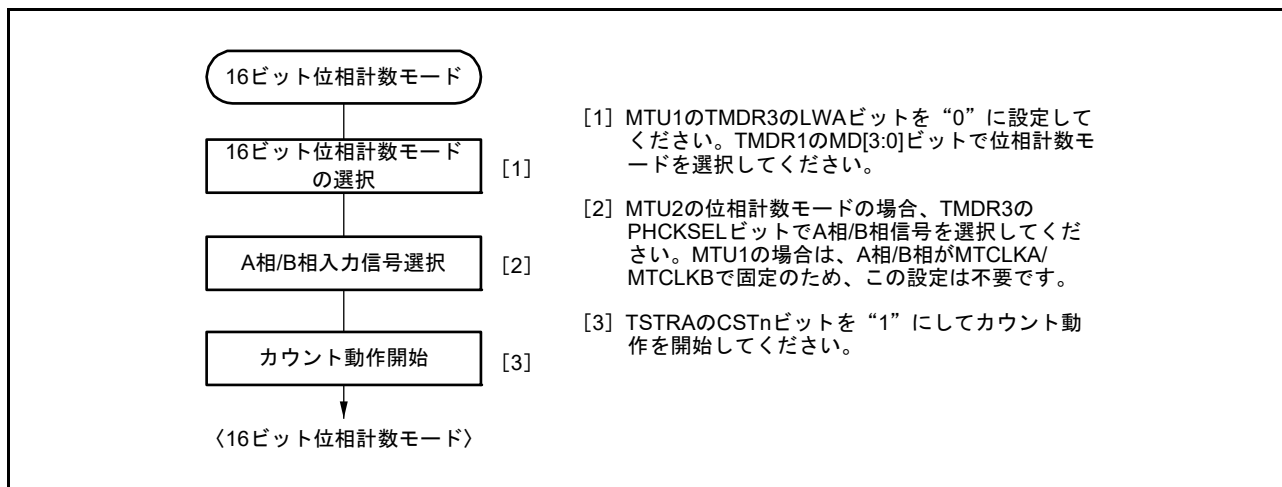 16ビット位相計数モード
16ビット位相計数モード
の選択
[1]
A相/B相入力信号選択
[2]
カウント動作開始
[3]
〈16ビット位相計数モード〉
[1] MTU1のTMDR3のLWAビットを“0”に設定して
ください。TMDR1のMD[3:0]ビットで位相計数モ
ードを選択してください。
[2] MTU2の位相計数モードの場合、TMDR3の
PHCKSELビットでA相/B相信号を選択してくだ
さい。MTU1の場合は、A相/B相がMTCLKA/
MTCLKBで固定のため、この設定は不要です。
[3] TSTRAのCSTnビットを“1”にしてカウント動
作を開始してください。